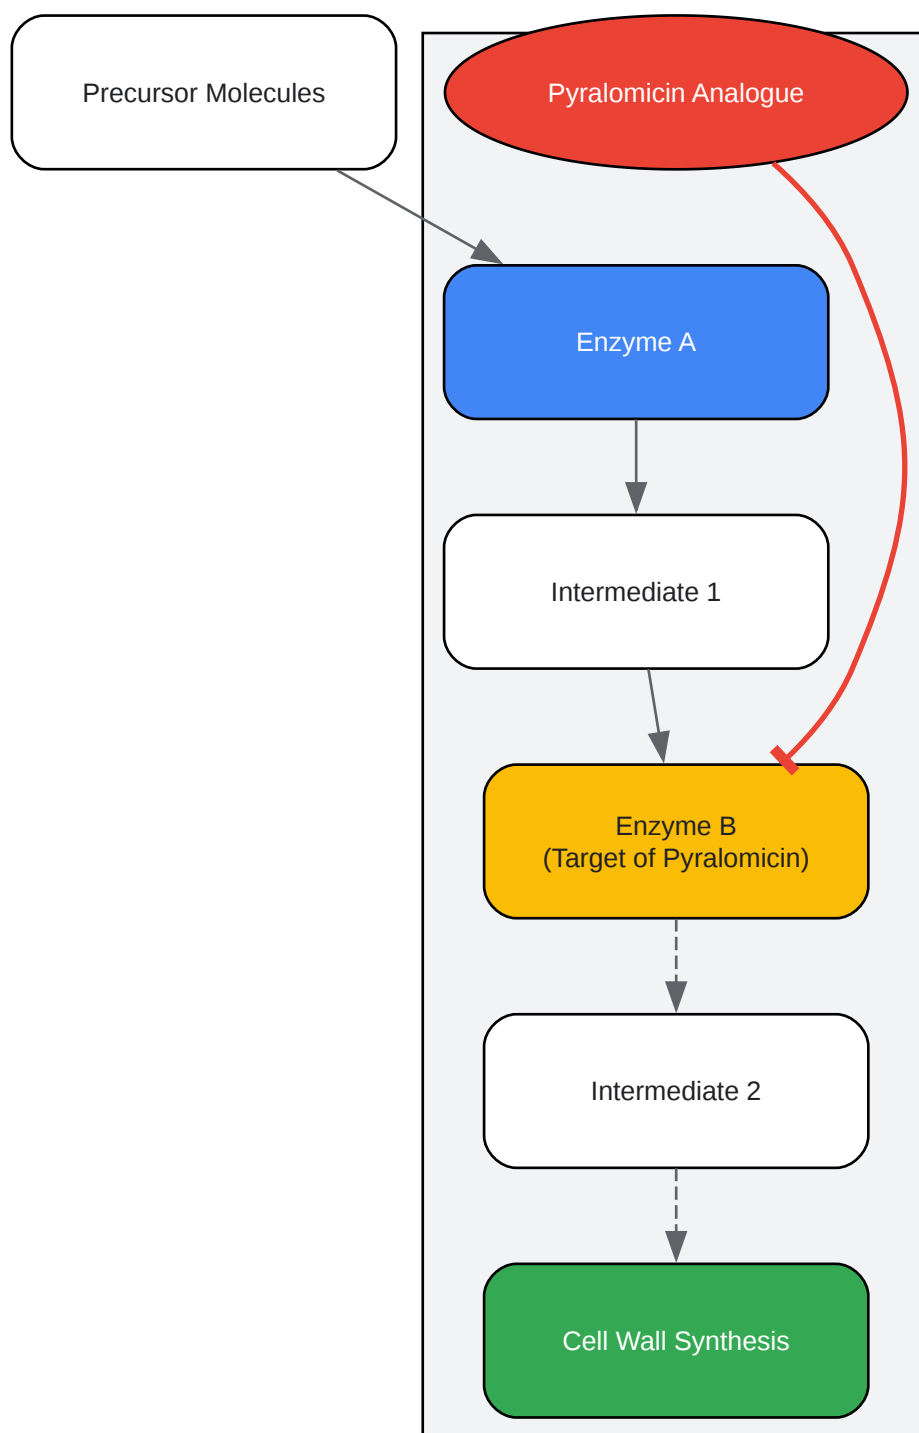 Precursor Molecules
Pyralomicin Analogue
Enzyme A
Intermediate 1
Enzyme B
(Target of Pyralomicin)
Intermediate 2
Cell Wall Synthesis